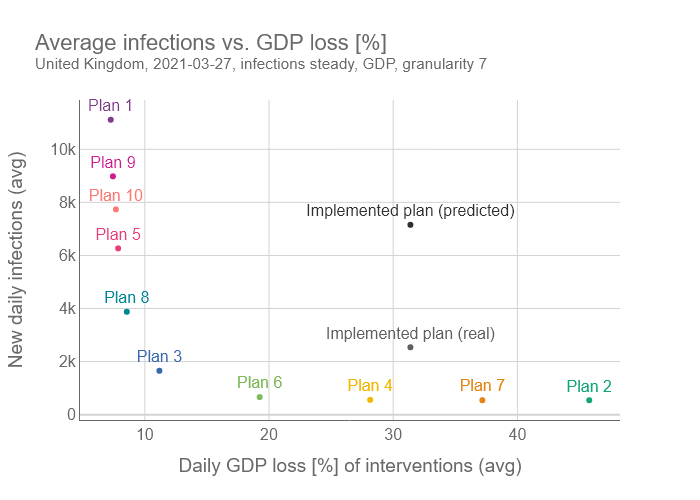 Average infections vs. GDP loss [%]
United Kingdom, 2021-03-27, infections steady, GDP, granularity 7
Plan 1
10k
Plan 9
8k
Plan 10
Implemented plan (predicted)
Plan 5
6k
Plan 8
4k
Implemented plan (real)
Plan 3
2k
Plan 6
Plan 4
Plan 7
Plan 2
0
10
20
30
40
New daily infections (avg)
Daily GDP loss [%] of interventions (avg)